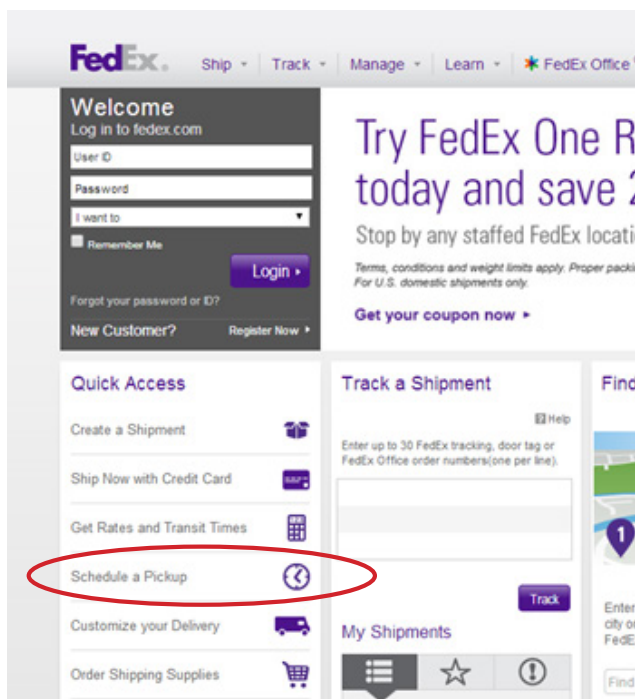 FedEx. Ship Track Manage Learn FedEx Office
Welcome
Log in to fedex.com
User ID
Password
I want to
Remember Me
Login
Forgot your password or ID?
New Customer? Register Now
Try FedEx One R
today and save 2
Stop by any staffed FedEx locati
Terms, conditions and weight limits apply. Proper packi
For U.S. domestic shipments only.
Get your coupon now
Quick Access
Create a Shipment
Ship Now with Credit Card
Get Rates and Transit Times
Schedule a Pickup
Customize your Delivery
Order Shipping Supplies
Track a Shipment
Help
Enter up to 30 FedEx tracking, door tag or
FedEx Office order numbers(one per line).
Track
My Shipments
Find
1
Enter
city o
FedE
Find